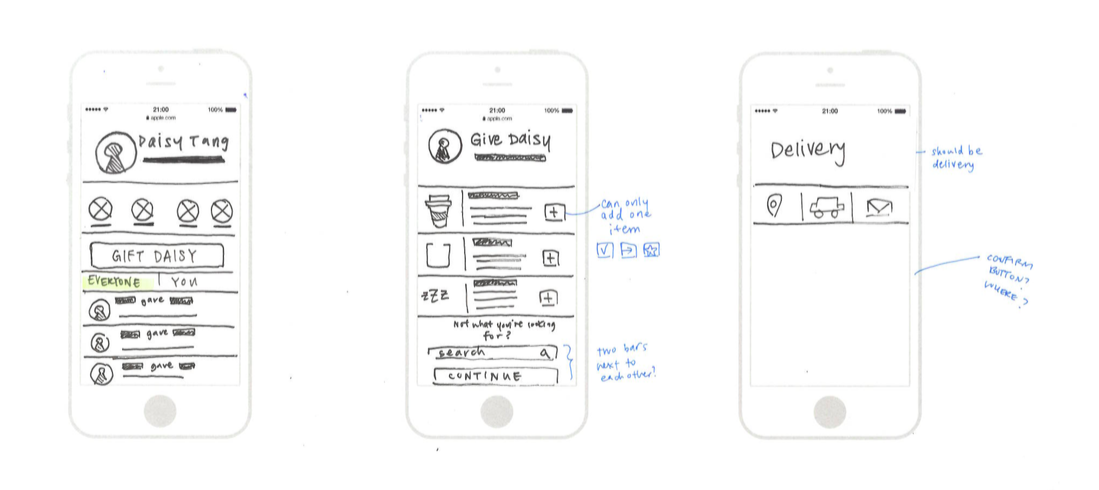 21:00
100%
apple.com
Daisy Tang
GIFT DAISY
EVERYONE
YOU
gave
gave
gave
21:00
100%
apple.com
Give Daisy
can only
add one
item
zZZ
Not what you're looking
for?
search
CONTINUE
two bars
next to
each other?
21:00
100%
apple.com
Delivery
should be
delivery
CONFIRM
BUTTON?
WHERE?